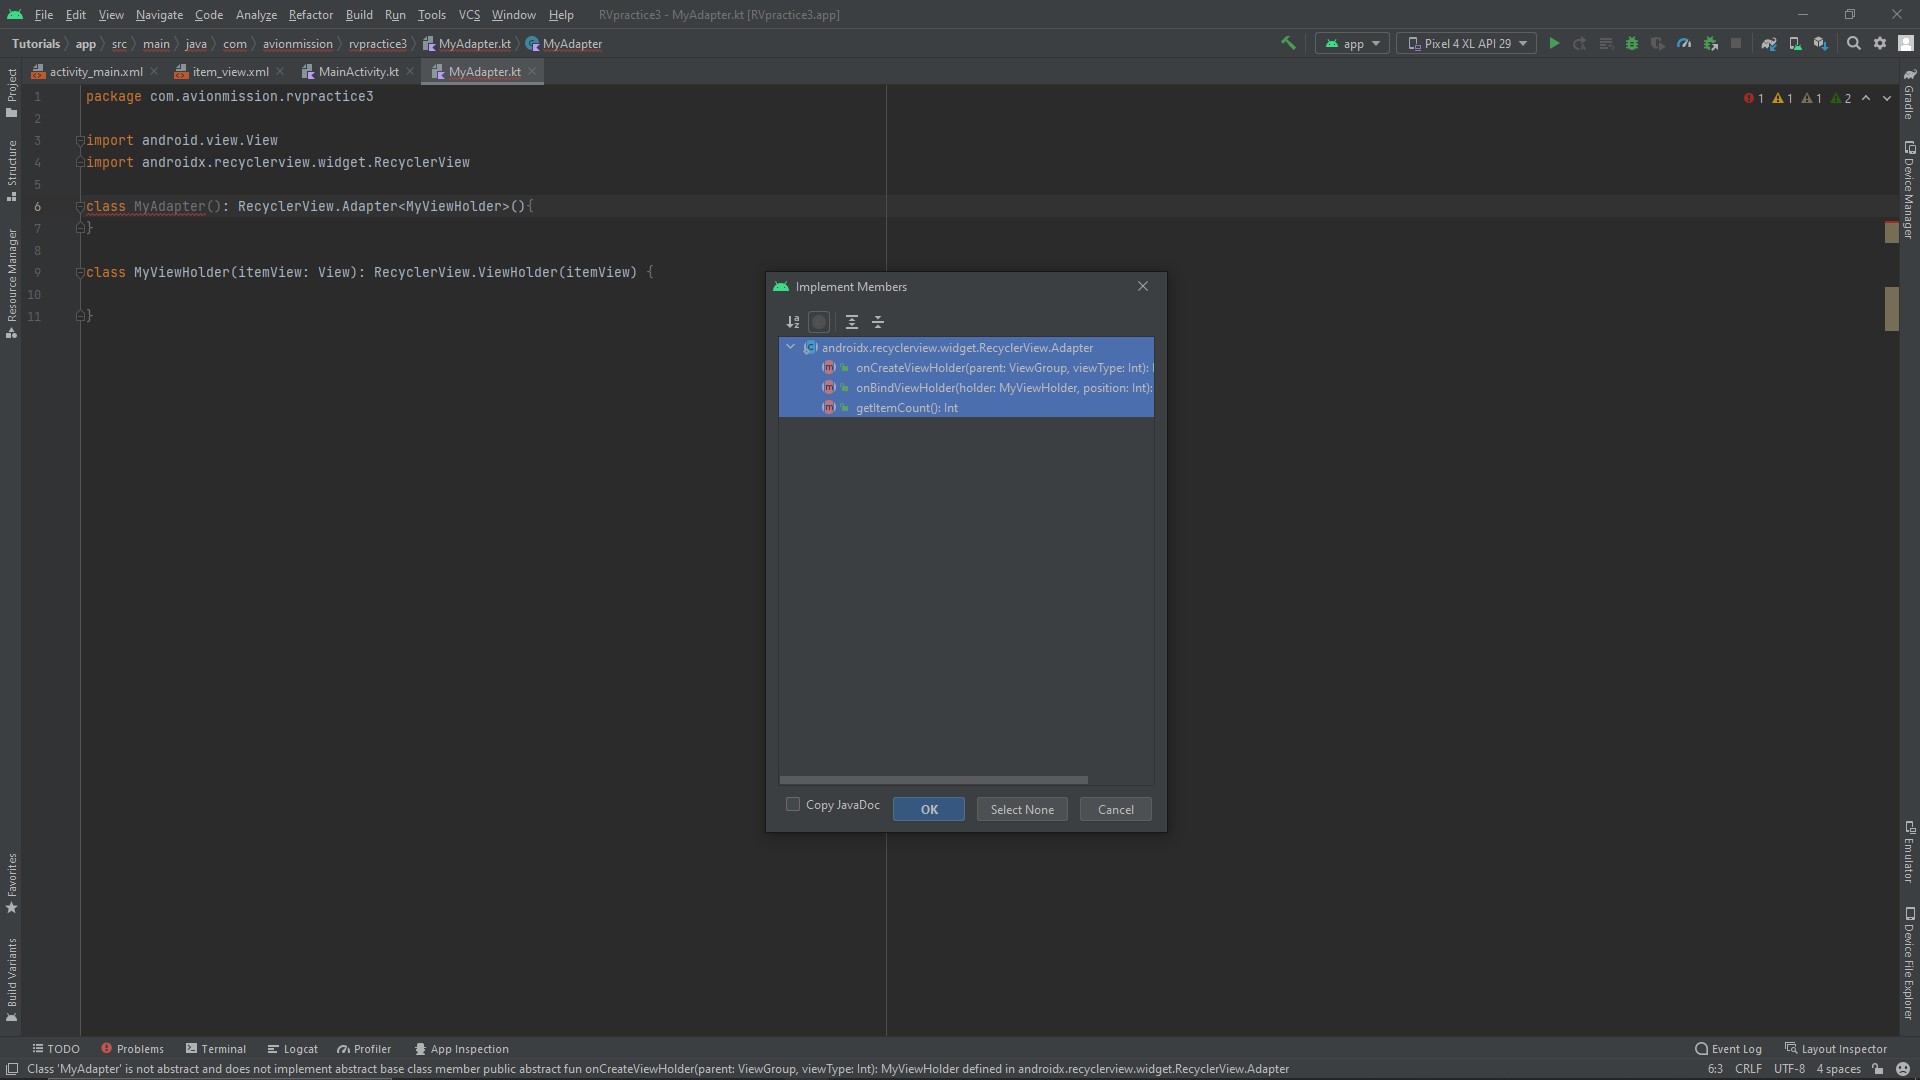 File Edit View Navigate Code Analyze Refactor Build Run Tools VCS Window Help RVpractice3 - MyAdapter.kt [RVpractice3.app]
Tutorials app src main java com avionmission rvpractice3 MyAdapter.kt MyAdapter app Pixel 4 XL API 29
activity_main.xml item_view.xml MainActivity.kt MyAdapter.kt
1 package com.avionmission.rvpractice3 1 1 1 2
2
3 import android.view.View
4 import androidx.recyclerview.widget.RecyclerView
5
6 class MyAdapter(): RecyclerView.Adapter<MyViewHolder>(){
7 }
8
9 class MyViewHolder(itemView: View): RecyclerView.ViewHolder(itemView) {
10
11 }
Project
Structure
Resource Manager
Favorites
Build Variants
Implement Members
androidx.recyclerview.widget.RecyclerView.Adapter
onCreateViewHolder(parent: ViewGroup, viewType: Int):
onBindViewHolder(holder: MyViewHolder, position: Int):
getItemCount(): Int
Copy JavaDoc OK Select None Cancel
Gradle
Device Manager
Emulator
Device File Explorer
TODO Problems Terminal Logcat Profiler App Inspection Event Log Layout Inspector
Class 'MyAdapter' is not abstract and does not implement abstract base class member public abstract fun onCreateViewHolder(parent: ViewGroup, viewType: Int): MyViewHolder defined in androidx.recyclerview.widget.RecyclerView.Adapter 6:3 CRLF UTF-8 4 spaces